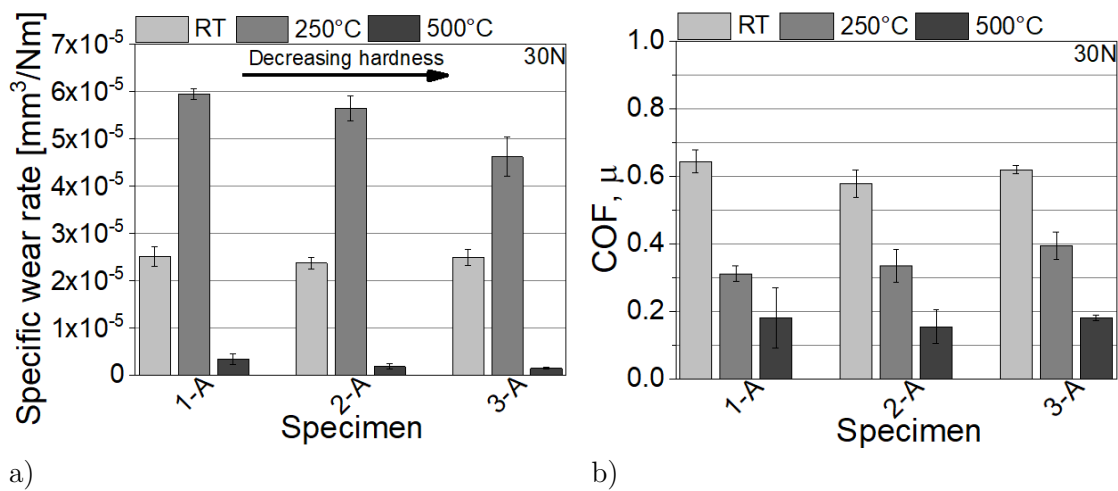 RT 250°C 500°C
7x10⁻⁵
6x10⁻⁵
5x10⁻⁵
4x10⁻⁵
3x10⁻⁵
2x10⁻⁵
1x10⁻⁵
0
Specific wear rate [mm³/Nm]
Decreasing hardness
30N
1-A
2-A
3-A
Specimen
a)
RT 250°C 500°C
1.0
0.8
0.6
0.4
0.2
0.0
COF, μ
30N
1-A
2-A
3-A
Specimen
b)